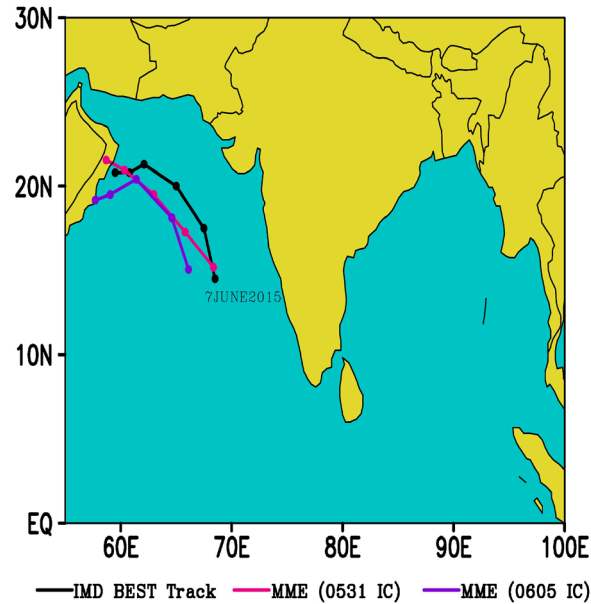 30N
20N
7JUNE2015
10N
EQ
60E 70E 80E 90E 100E
IMD BEST Track MME (0531 IC) MME (0605 IC)